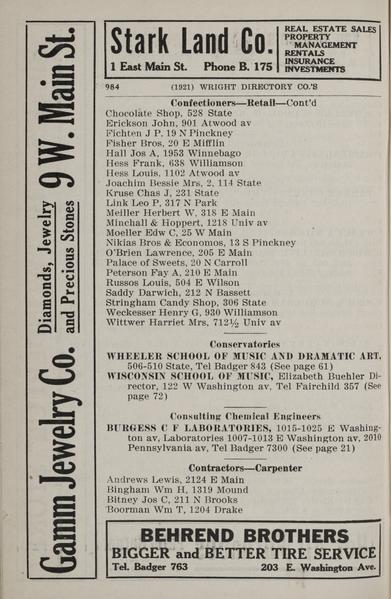 Stark Land Co.
1 East Main St. Phone B. 175
REAL ESTATE SALES
PROPERTY
MANAGEMENT
RENTALS
INSURANCE
INVESTMENTS
Gamm Jewelry Co. Diamonds, Jewelry and Precious Stones 9 W. Main St.
984 (1921) WRIGHT DIRECTORY CO.'S
Confectioners—Retail—Cont'd
Chocolate Shop, 528 State
Erickson John, 901 Atwood av
Fichten J P, 19 N Pinckney
Fisher Bros, 20 E Mifflin
Hall Jos A, 1953 Winnebago
Hess Frank, 638 Williamson
Hess Louis, 1102 Atwood av
Joachim Bessie Mrs, 2, 114 State
Kruse Chas J, 231 State
Link Leo P, 317 N Park
Meiller Herbert W, 318 E Main
Minchall & Hoppert, 1218 Univ av
Moeller Edw C, 25 W Main
Nikias Bros & Economos, 13 S Pinckney
O'Brien Lawrence, 205 E Main
Palace of Sweets, 20 N Carroll
Peterson Fay A, 210 E Main
Russos Louis, 504 E Wilson
Saddy Darwich, 212 N Bassett
Stringham Candy Shop, 306 State
Weckesser Henry G, 930 Williamson
Wittwer Harriet Mrs, 712½ Univ av
Conservatories
WHEELER SCHOOL OF MUSIC AND DRAMATIC ART,
506-510 State, Tel Badger 843 (See page 61)
WISCONSIN SCHOOL OF MUSIC, Elizabeth Buehler Di-
rector, 122 W Washington av, Tel Fairchild 357 (See
page 72)
Consulting Chemical Engineers
BURGESS C F LABORATORIES, 1015-1025 E Washing-
ton av, Laboratories 1007-1013 E Washington av, 2010
Pennsylvania av, Tel Badger 7300 (See page 21)
Contractors—Carpenter
Andrews Lewis, 2124 E Main
Bingham Wm H, 1319 Mound
Bitney Jos C, 211 N Brooks
Boorman Wm T, 1204 Drake
BEHREND BROTHERS
BIGGER and BETTER TIRE SERVICE
Tel. Badger 763 203 E. Washington Ave.